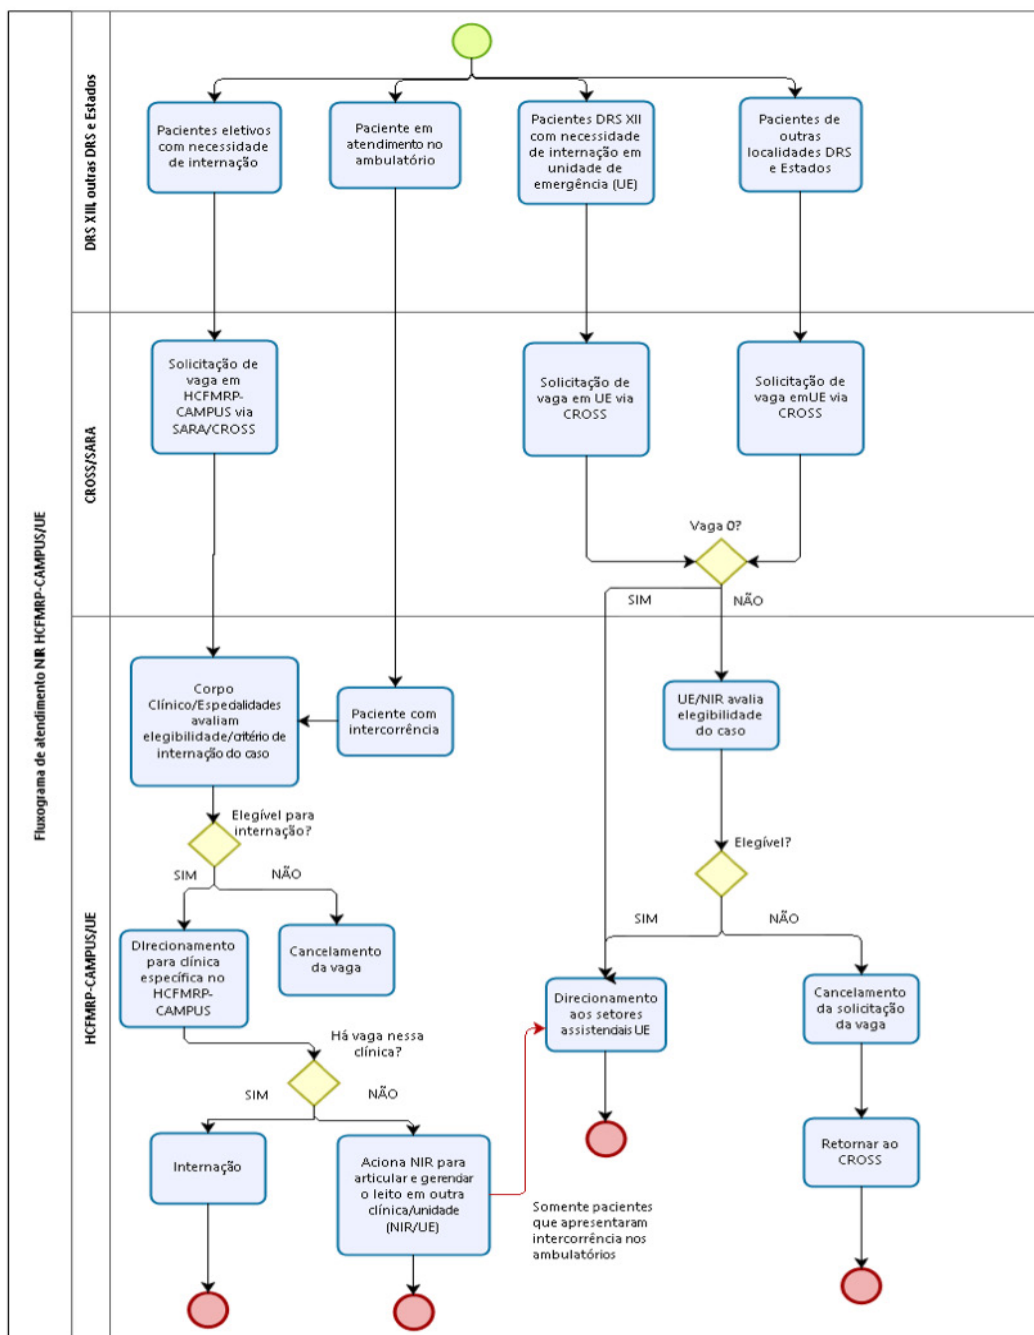 Fluxograma de atendimento NIR HCFMRP-CAMPUS/UE
DRS XIII, outras DRS e Estados
Pacientes eletivos
com necessidade
de internação
Paciente em
atendimento no
ambulatório
Pacientes DRS XII
com necessidade
de internação em
unidade de
emergência (UE)
Pacientes de
outras
localidades DRS
e Estados
CROSS/SARA
Solicitação de
vaga em
HCFMRP-
CAMPUS via
SARA/CROSS
Solicitação de
vaga em UE via
CROSS
Solicitação de
vaga emUE via
CROSS
Vaga 0?
SIM
NÃO
HCFMRP-CAMPUS/UE
Corpo
Clínico/Especialidades
avaliam
elegibilidade/critério de
internação do caso
Paciente com
intercorrência
UE/NIR avalia
elegibilidade
do caso
Elegível para
internação?
SIM
NÃO
Elegível?
SIM
NÃO
DIrecionamento
para clínica
específica no
HCFMRP-
CAMPUS
Cancelamento
da vaga
Direcionamento
aos setores
assistenciais UE
Cancelamento
da solicitação
da vaga
Há vaga nessa
clínica?
SIM
NÃO
Internação
Aciona NIR para
articular e gerenciar
o leito em outra
clínica/unidade
(NIR/UE)
Retornar ao
CROSS
Somente pacientes
que apresentaram
intercorrência nos
ambulatórios